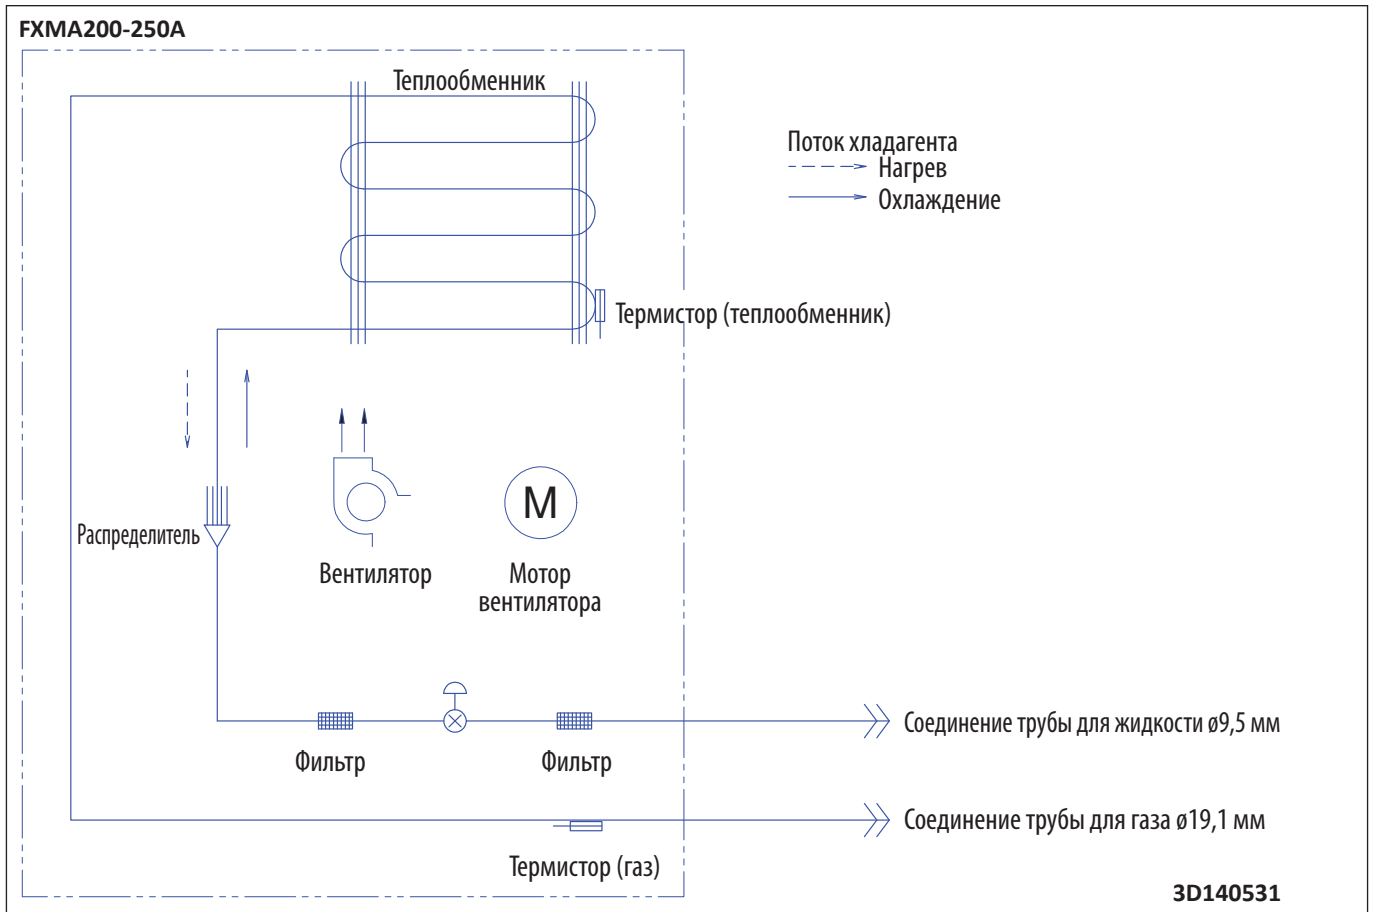 FXMA200-250A
Теплообменник
Поток хладагента
Нагрев
Охлаждение
Термистор (теплообменник)
Распределитель
M
Вентилятор
Мотор
вентилятора
Соединение трубы для жидкости ø9,5 мм
Фильтр
Фильтр
Соединение трубы для газа ø19,1 мм
Термистор (газ)
3D140531